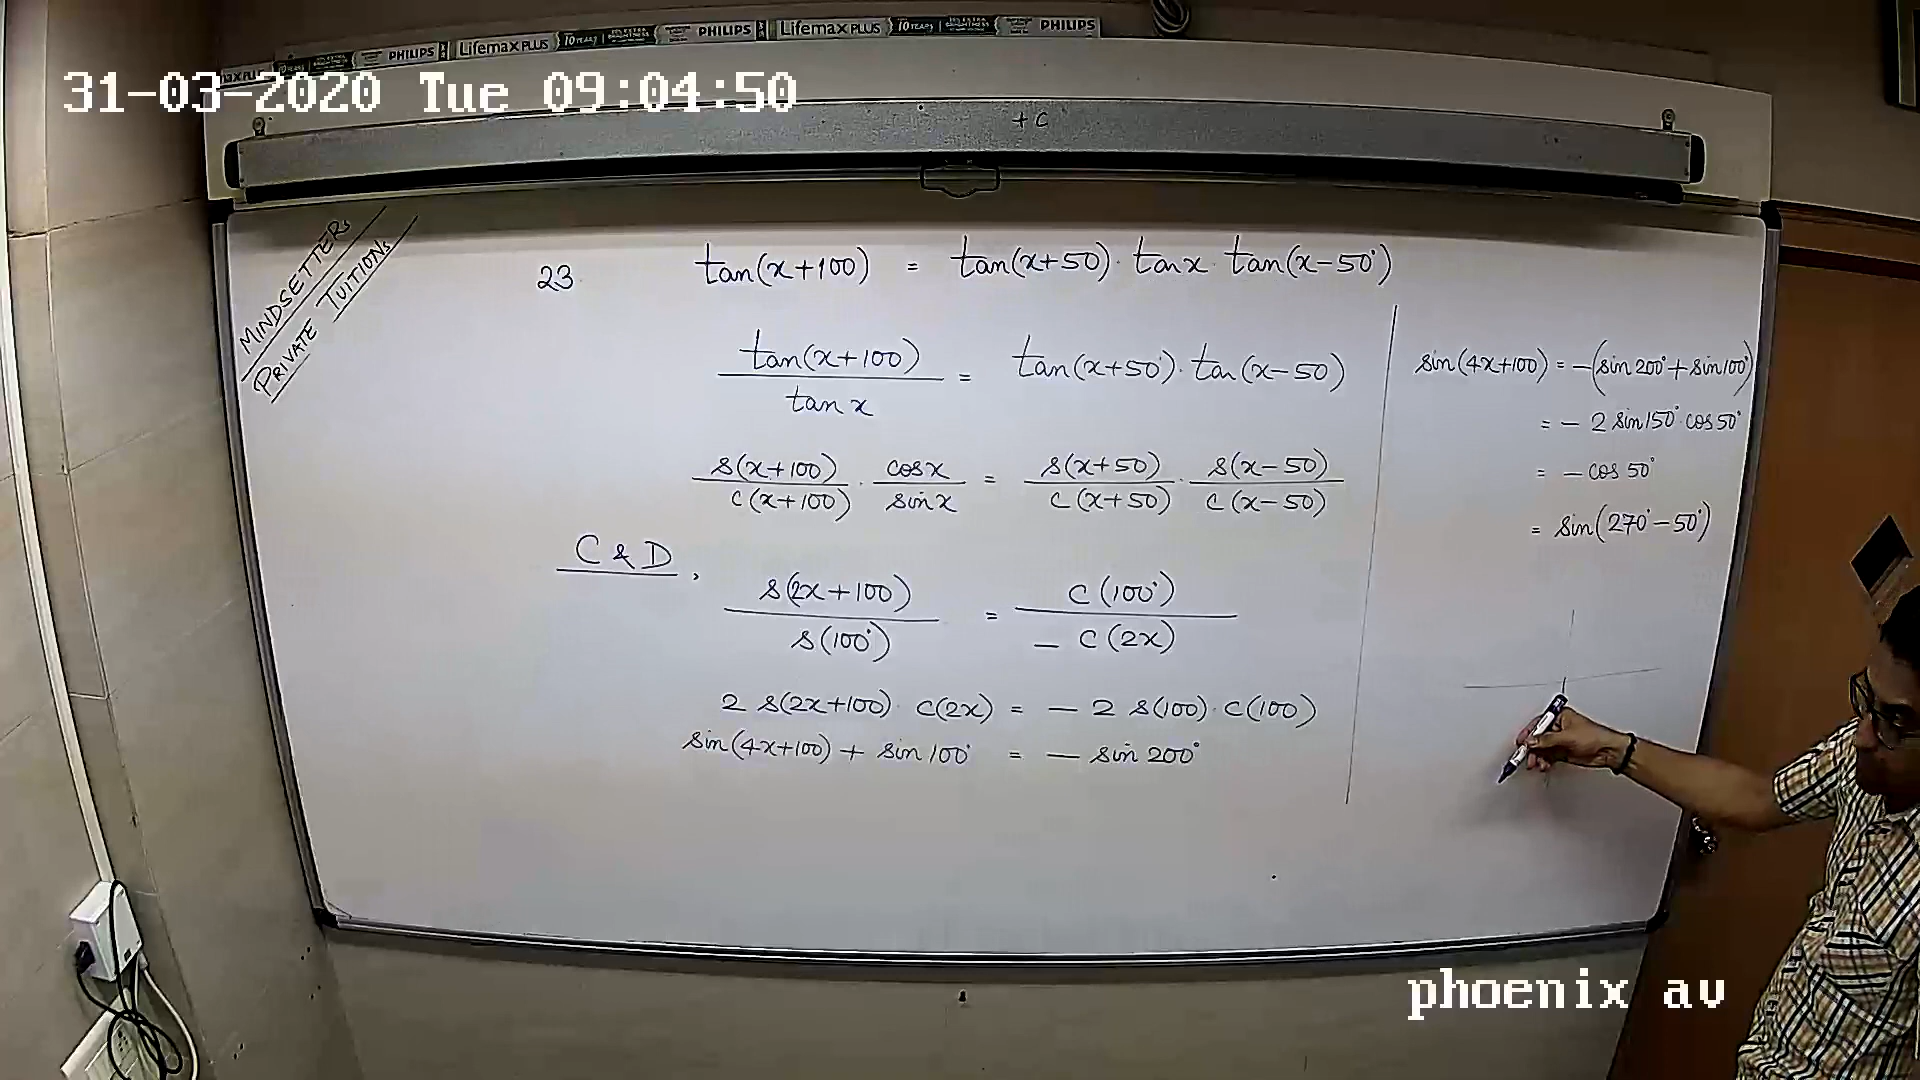 PHILIPS Lifemax PLUS 10 YEARS PHILIPS Lifemax PLUS 10 YEARS PHILIPS
31-03-2020 Tue 09:04:50
+ C
MINDSETTERS
PRIVATE TUITIONS
23. tan(x+100) = tan(x+50) · tan x · tan(x-50°)
tan(x+100) / tan x = tan(x+50°) · tan(x-50)
s(x+100) / c(x+100) · cos x / sin x = s(x+50) / c(x+50) · s(x-50) / c(x-50)
C & D,
s(2x+100) / s(100°) = c(100°) / - c(2x)
2 s(2x+100) · c(2x) = - 2 s(100) · c(100)
sin(4x+100) + sin 100° = - sin 200°
sin(4x+100) = -(sin 200° + sin 100°)
= - 2 sin 150° · cos 50°
= - cos 50°
= sin(270° - 50°)
phoenix av